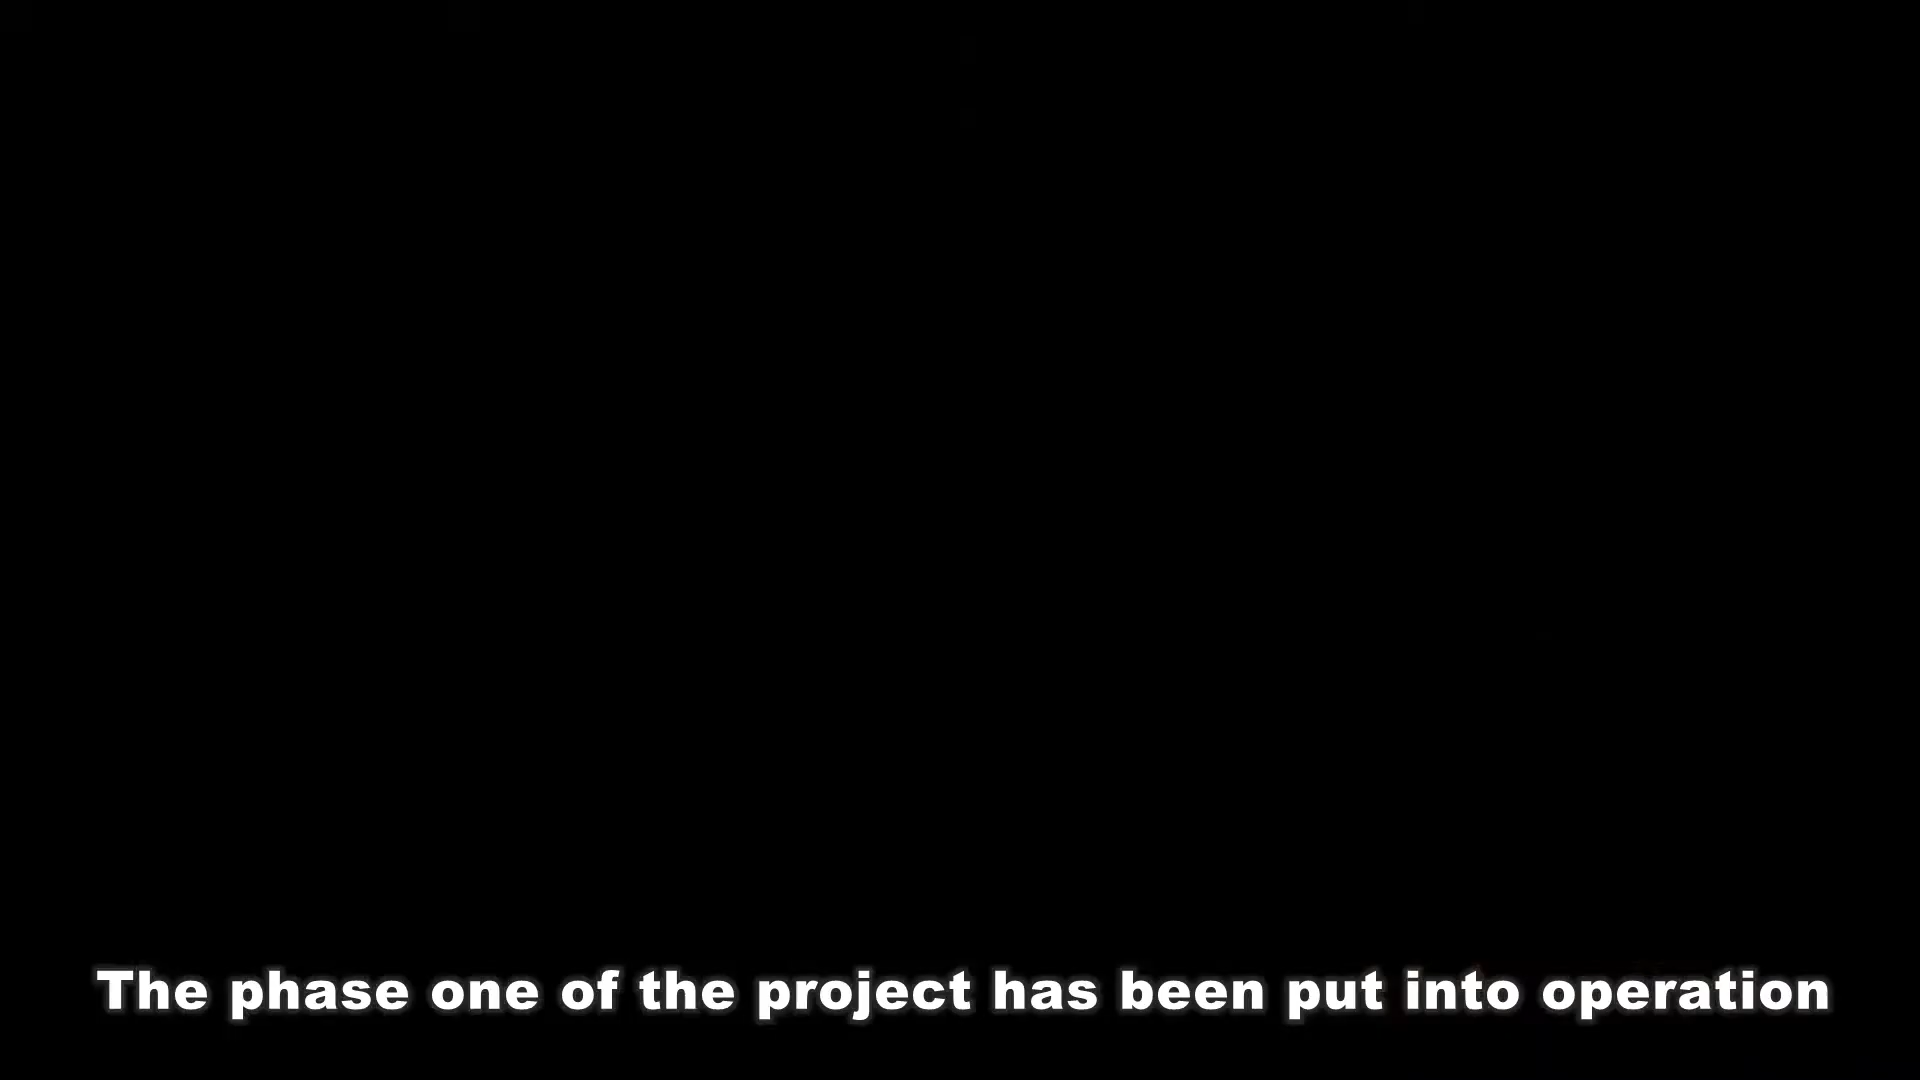 The phase one of the project has been put into operation